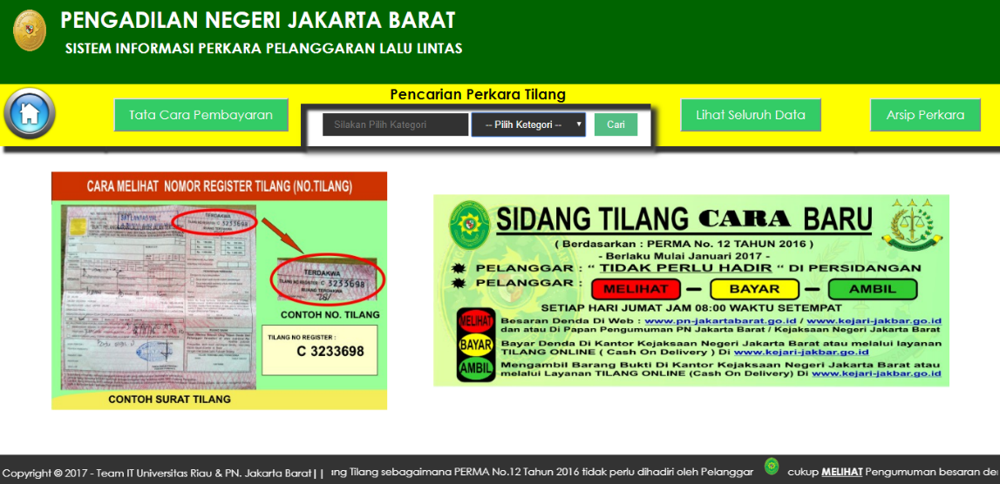 PENGADILAN NEGERI JAKARTA BARAT
SISTEM INFORMASI PERKARA PELANGGARAN LALU LINTAS
Pencarian Perkara Tilang
Tata Cara Pembayaran
Silakan Pilih Kategori
-- Pilih Ketegori --
Cari
Lihat Seluruh Data
Arsip Perkara
CARA MELIHAT NOMOR REGISTER TILANG (NO.TILANG)
TERDAKWA
TILANG NO REGISTER : C 3233698
RUANG TERDAKWA
TERDAKWA
TILANG NO REGISTER : C 3233698
RUANG TERDAKWA
CONTOH NO. TILANG
TILANG NO REGISTER :
C 3233698
CONTOH SURAT TILANG
SIDANG TILANG CARA BARU
( Berdasarkan : PERMA No. 12 TAHUN 2016 )
- Berlaku Mulai Januari 2017 -
PELANGGAR : “ TIDAK PERLU HADIR “ DI PERSIDANGAN
PELANGGAR : MELIHAT – BAYAR – AMBIL
SETIAP HARI JUMAT JAM 08:00 WAKTU SETEMPAT
MELIHAT
Besaran Denda Di Web : www.pn-jakartabarat.go.id / www.kejari-jakbar.go.id
dan atau Di Papan Pengumuman PN Jakarta Barat / Kejaksaan Negeri Jakarta Barat
BAYAR
Bayar Denda Di Kantor Kejaksaan Negeri Jakarta Barat atau melalui layanan
TILANG ONLINE ( Cash On Delivery ) Di www.kejari-jakbar.go.id
AMBIL
Mengambil Barang Bukti Di Kantor Kejaksaan Negeri Jakarta Barat atau
melalui Layanan TILANG ONLINE (Cash On Delivery) Di www.kejari-jakbar.go.id
Copyright @ 2017 - Team IT Universitas Riau & PN. Jakarta Barat | | ang Tilang sebagaimana PERMA No.12 Tahun 2016 tidak perlu dihadiri oleh Pelanggar cukup MELIHAT Pengumuman besaran de